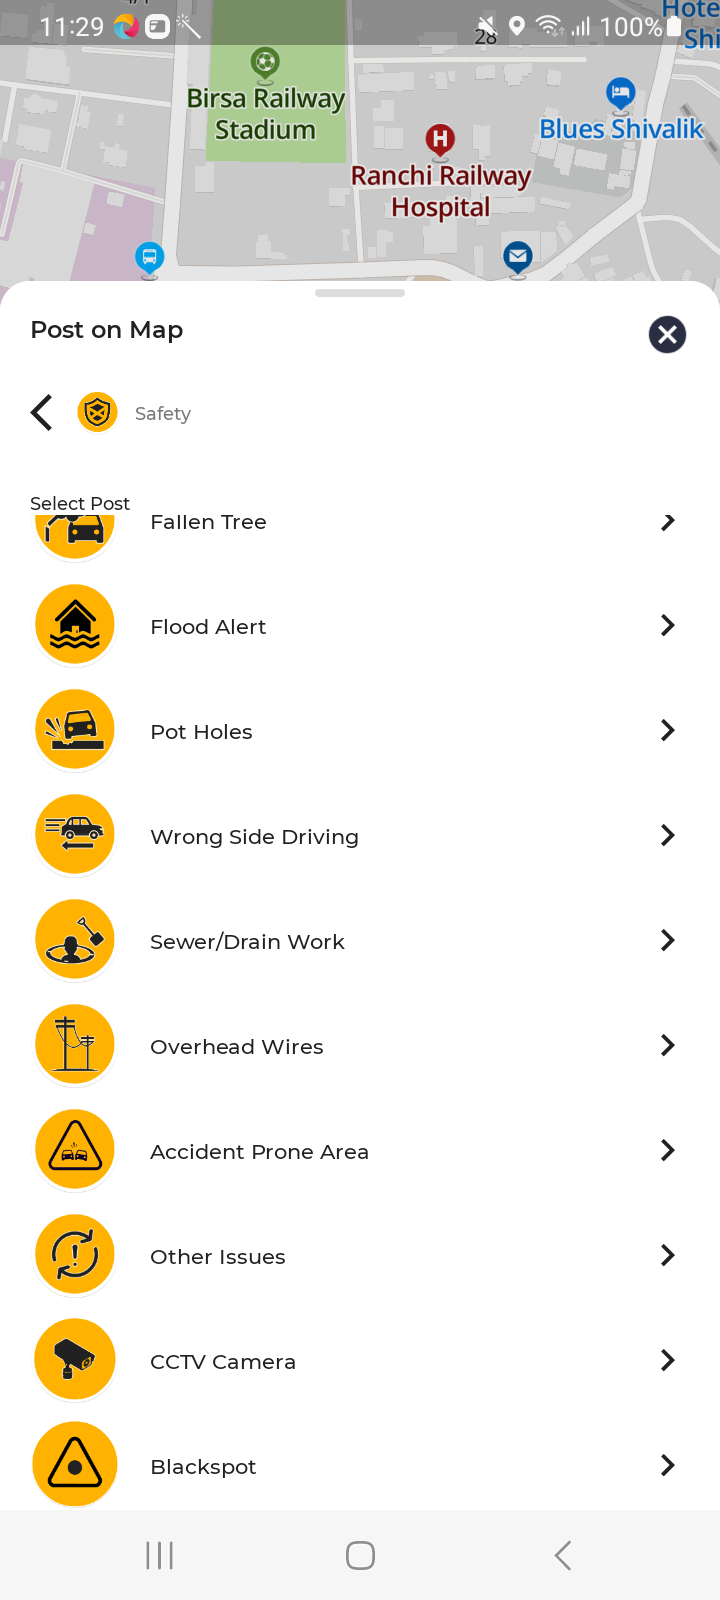 11:29
100%
28
Hote
Shi
Birsa Railway
Stadium
Blues Shivalik
H
Ranchi Railway
Hospital
Post on Map
Safety
Select Post
Fallen Tree
Flood Alert
Pot Holes
Wrong Side Driving
Sewer/Drain Work
Overhead Wires
Accident Prone Area
Other Issues
CCTV Camera
Blackspot